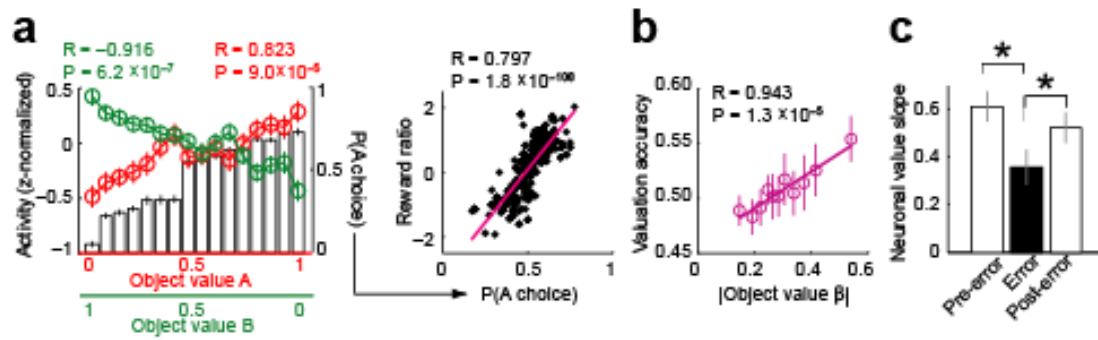 a
R = –0.916
P = 6.2 ×10⁻⁷
R = 0.823
P = 9.0×10⁻⁵
Activity (z-normalized)
0.5
0
–0.5
–1
1
0.5
0
P(A choice)
0 0.5 1
Object value A
1 0.5 0
Object value B
R = 0.797
P = 1.8 ×10⁻¹⁰⁸
Reward ratio
2
0
–2
0 0.5 1
P(A choice)
b
R = 0.943
P = 1.3 ×10⁻⁵
Valuation accuracy
0.60
0.55
0.50
0.45
0 0.2 0.4 0.6
|Object value β|
c
* *
Neuronal value slope
0.6
0.4
0.2
0
Pre-error
Error
Post-error